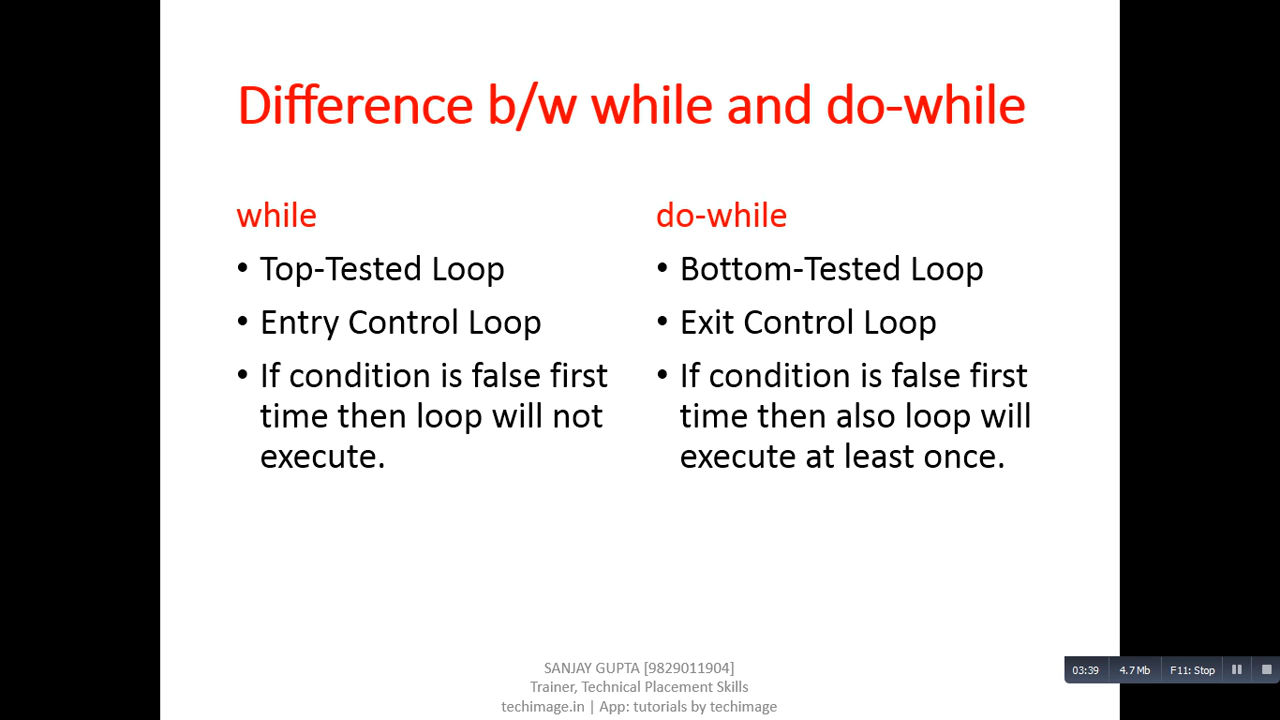 Difference b/w while and do-while
while
• Top-Tested Loop
• Entry Control Loop
• If condition is false first
time then loop will not
execute.
do-while
• Bottom-Tested Loop
• Exit Control Loop
• If condition is false first
time then also loop will
execute at least once.
SANJAY GUPTA [9829011904]
Trainer, Technical Placement Skills
techimage.in | App: tutorials by techimage
03:39 4.7 Mb F11: Stop